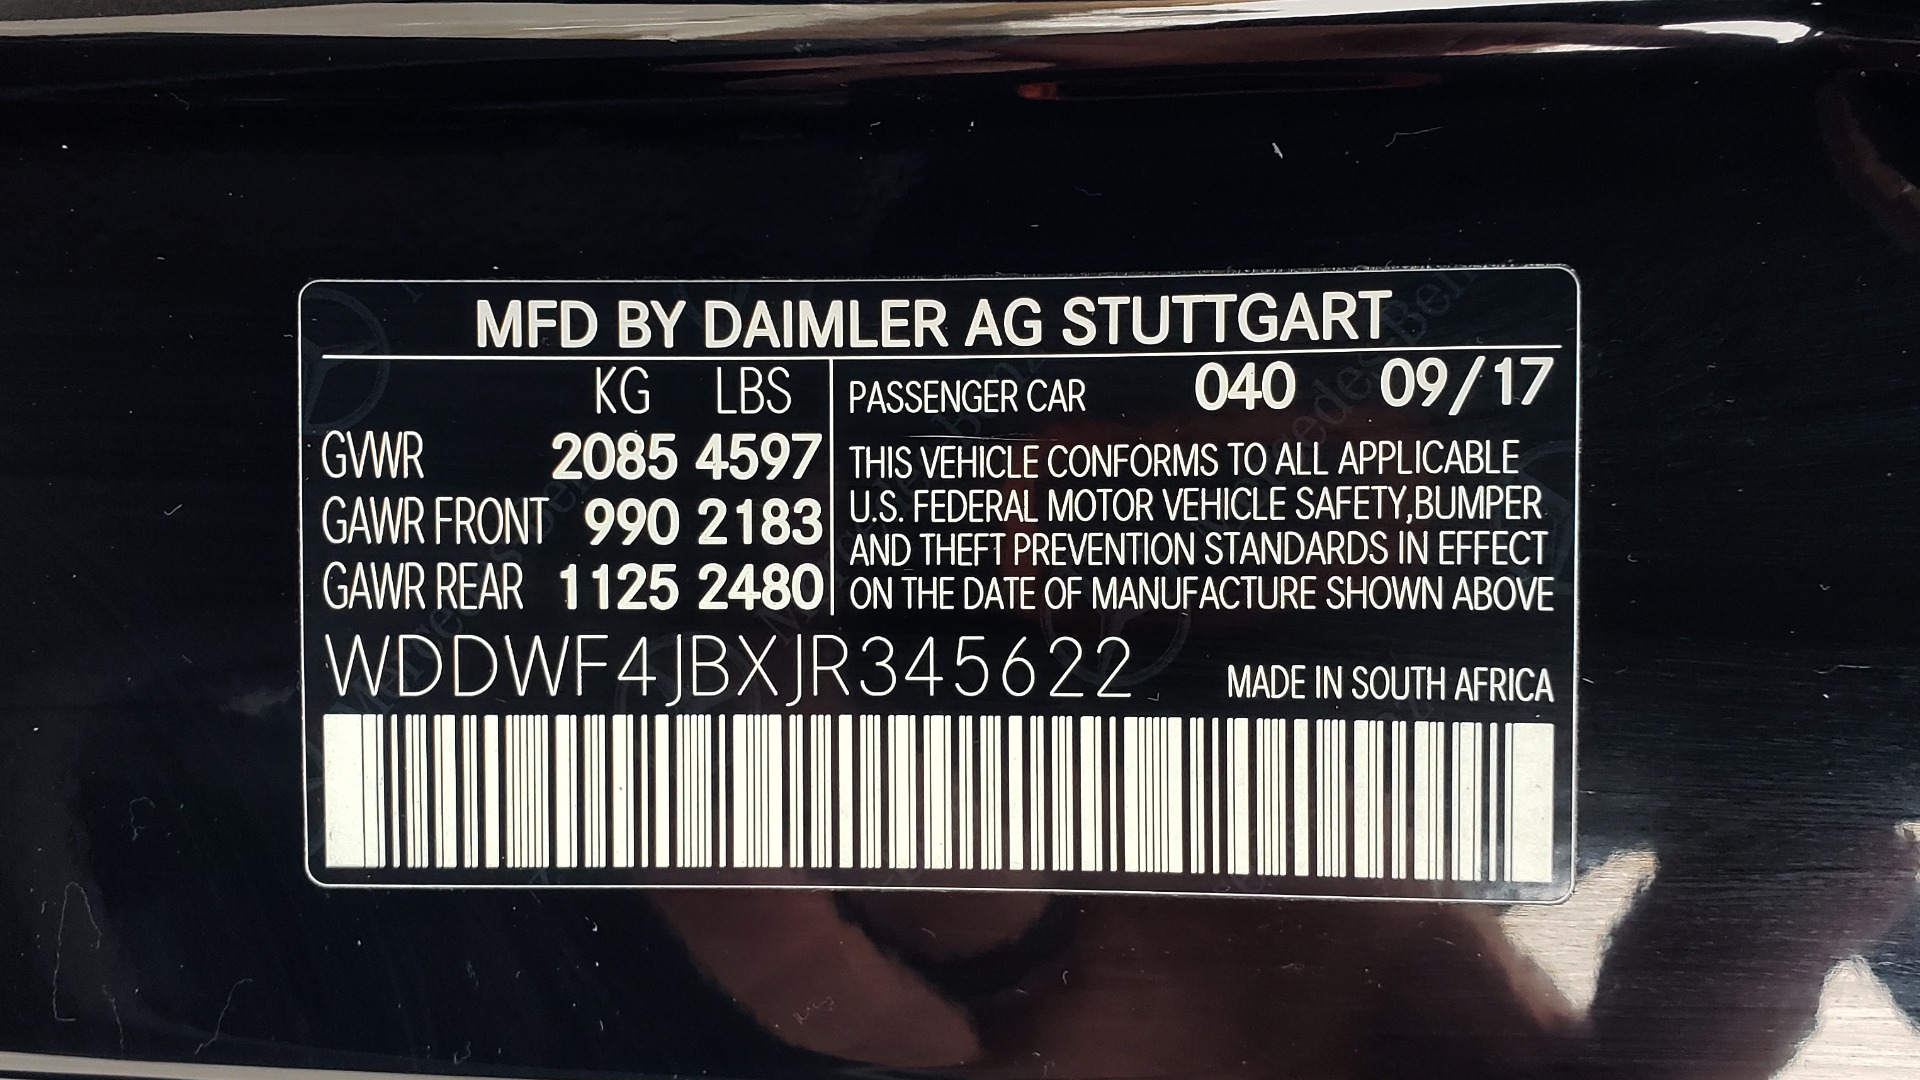 MFD BY DAIMLER AG STUTTGART
KG LBS
GVWR 2085 4597
GAWR FRONT 990 2183
GAWR REAR 1125 2480
PASSENGER CAR 040 09/17
THIS VEHICLE CONFORMS TO ALL APPLICABLE
U.S. FEDERAL MOTOR VEHICLE SAFETY,BUMPER
AND THEFT PREVENTION STANDARDS IN EFFECT
ON THE DATE OF MANUFACTURE SHOWN ABOVE
WDDWF4JBXJR345622
MADE IN SOUTH AFRICA